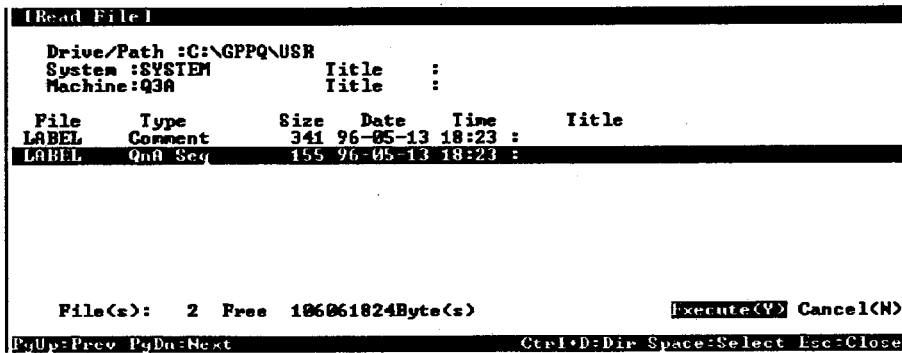 [Read File]
Drive/Path :C:\GPPQ\USR
System :SYSTEM Title :
Machine:Q3A Title :
File Type Size Date Time Title
LABEL Comment 341 96-05-13 18:23 :
LABEL QnA Seq 155 96-05-13 18:23 :
File(s): 2 Free 106061824Byte(s) Execute(Y) Cancel(N)
PgUp:Prev PgDn:Next Ctrl+D:Dir Space:Select Esc:Close